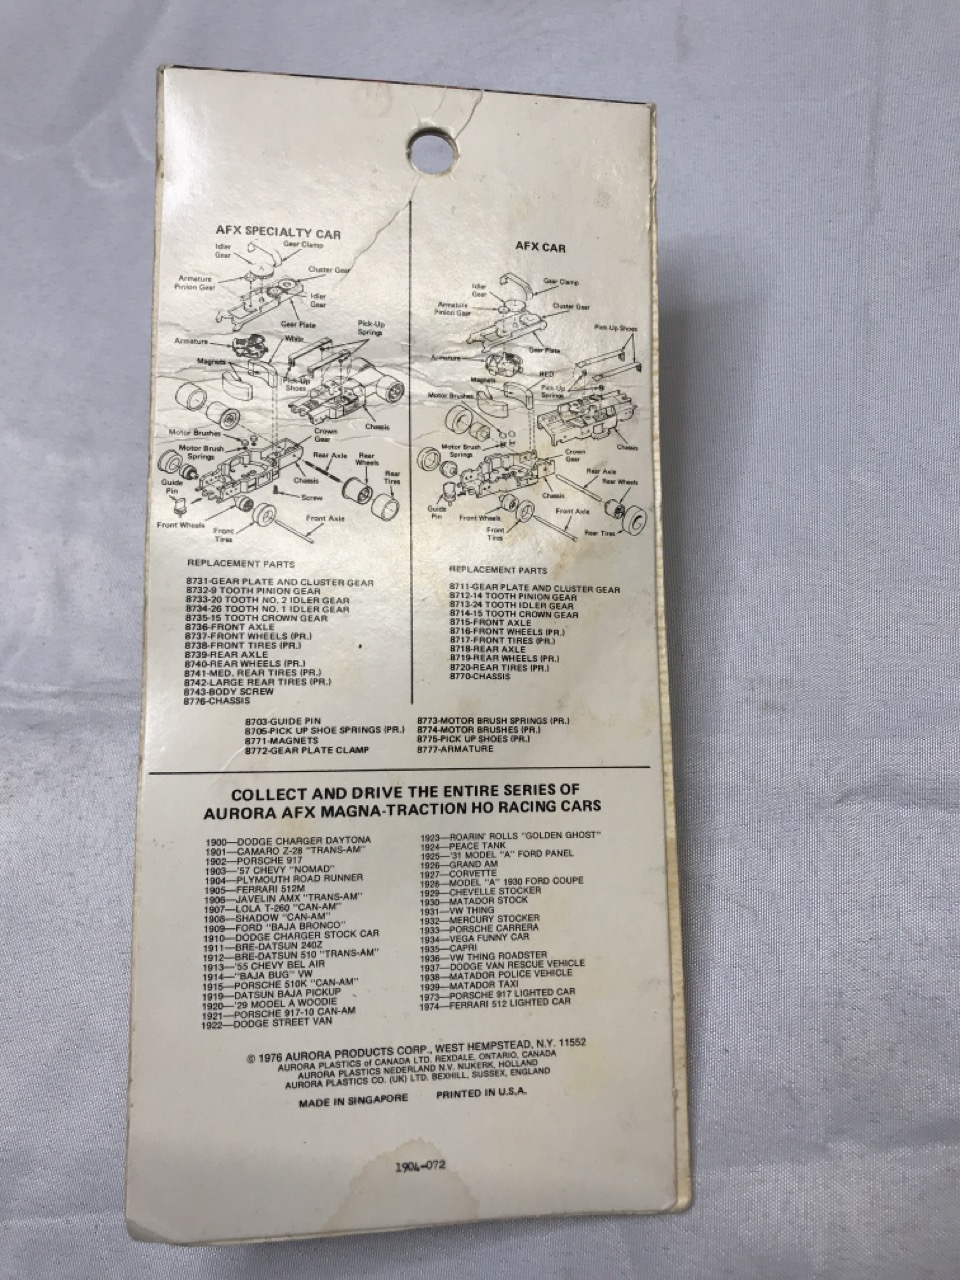 AFX SPECIALTY CAR
Idler Gear
Gear Clamp
Cluster Gear
Armature Pinion Gear
Idler Gear
Gear Plate
Pick-Up Springs
Armature
White
Magnets
Pick-Up Shoes
Chassis
Motor Brushes
Crown Gear
Motor Brush Springs
Rear Axle
Rear Wheels
Rear Tires
Guide Pin
Chassis
Screw
Front Wheels
Front Tires
Front Axle
REPLACEMENT PARTS
8731-GEAR PLATE AND CLUSTER GEAR
8732-9 TOOTH PINION GEAR
8733-20 TOOTH NO. 2 IDLER GEAR
8734-26 TOOTH NO. 1 IDLER GEAR
8735-15 TOOTH CROWN GEAR
8736-FRONT AXLE
8737-FRONT WHEELS (PR.)
8738-FRONT TIRES (PR.)
8739-REAR AXLE
8740-REAR WHEELS (PR.)
8741-MED. REAR TIRES (PR.)
8742-LARGE REAR TIRES (PR.)
8743-BODY SCREW
8776-CHASSIS
AFX CAR
Idler Gear
Gear Clamp
Armature Pinion Gear
Cluster Gear
Pick Up Shoes
Gear Plate
Armature
RED
Magnets
Pick-Up Springs
Motor Brushes
Chassis
Motor Brush Springs
Crown Gear
Rear Axle
Rear Wheels
Chassis
Guide Pin
Front Wheels
Front Axle
Front Tires
Rear Tires
REPLACEMENT PARTS
8711-GEAR PLATE AND CLUSTER GEAR
8712-14 TOOTH PINION GEAR
8713-24 TOOTH IDLER GEAR
8714-15 TOOTH CROWN GEAR
8715-FRONT AXLE
8716-FRONT WHEELS (PR.)
8717-FRONT TIRES (PR.)
8718-REAR AXLE
8719-REAR WHEELS (PR.)
8720-REAR TIRES (PR.)
8770-CHASSIS
8703-GUIDE PIN
8705-PICK UP SHOE SPRINGS (PR.)
8771-MAGNETS
8772-GEAR PLATE CLAMP
8773-MOTOR BRUSH SPRINGS (PR.)
8774-MOTOR BRUSHES (PR.)
8775-PICK UP SHOES (PR.)
8777-ARMATURE
COLLECT AND DRIVE THE ENTIRE SERIES OF
AURORA AFX MAGNA-TRACTION HO RACING CARS
1900—DODGE CHARGER DAYTONA
1901—CAMARO Z-28 "TRANS-AM"
1902—PORSCHE 917
1903—'57 CHEVY "NOMAD"
1904—PLYMOUTH ROAD RUNNER
1905—FERRARI 512M
1906—JAVELIN AMX "TRANS-AM"
1907—LOLA T-260 "CAN-AM"
1908—SHADOW "CAN-AM"
1909—FORD "BAJA BRONCO"
1910—DODGE CHARGER STOCK CAR
1911—BRE-DATSUN 240Z
1912—BRE-DATSUN 510 "TRANS-AM"
1913—'55 CHEVY BEL AIR
1914—"BAJA BUG" VW
1915—PORSCHE 510K "CAN-AM"
1919—DATSUN BAJA PICKUP
1920—'29 MODEL A WOODIE
1921—PORSCHE 917-10 CAN-AM
1922—DODGE STREET VAN
1923—ROARIN' ROLLS "GOLDEN GHOST"
1924—PEACE TANK
1925—'31 MODEL "A" FORD PANEL
1926—GRAND AM
1927—CORVETTE
1928—MODEL "A" 1930 FORD COUPE
1929—CHEVELLE STOCKER
1930—MATADOR STOCK
1931—VW THING
1932—MERCURY STOCKER
1933—PORSCHE CARRERA
1934—VEGA FUNNY CAR
1935—CAPRI
1936—VW THING ROADSTER
1937—DODGE VAN RESCUE VEHICLE
1938—MATADOR POLICE VEHICLE
1939—MATADOR TAXI
1973—PORSCHE 917 LIGHTED CAR
1974—FERRARI 512 LIGHTED CAR
© 1976 AURORA PRODUCTS CORP., WEST HEMPSTEAD, N.Y. 11552
AURORA PLASTICS of CANADA LTD. REXDALE, ONTARIO, CANADA
AURORA PLASTICS NEDERLAND N.V. NIJKERK, HOLLAND
AURORA PLASTICS CO. (UK) LTD. BEXHILL, SUSSEX, ENGLAND
MADE IN SINGAPORE PRINTED IN U.S.A.
1904-072